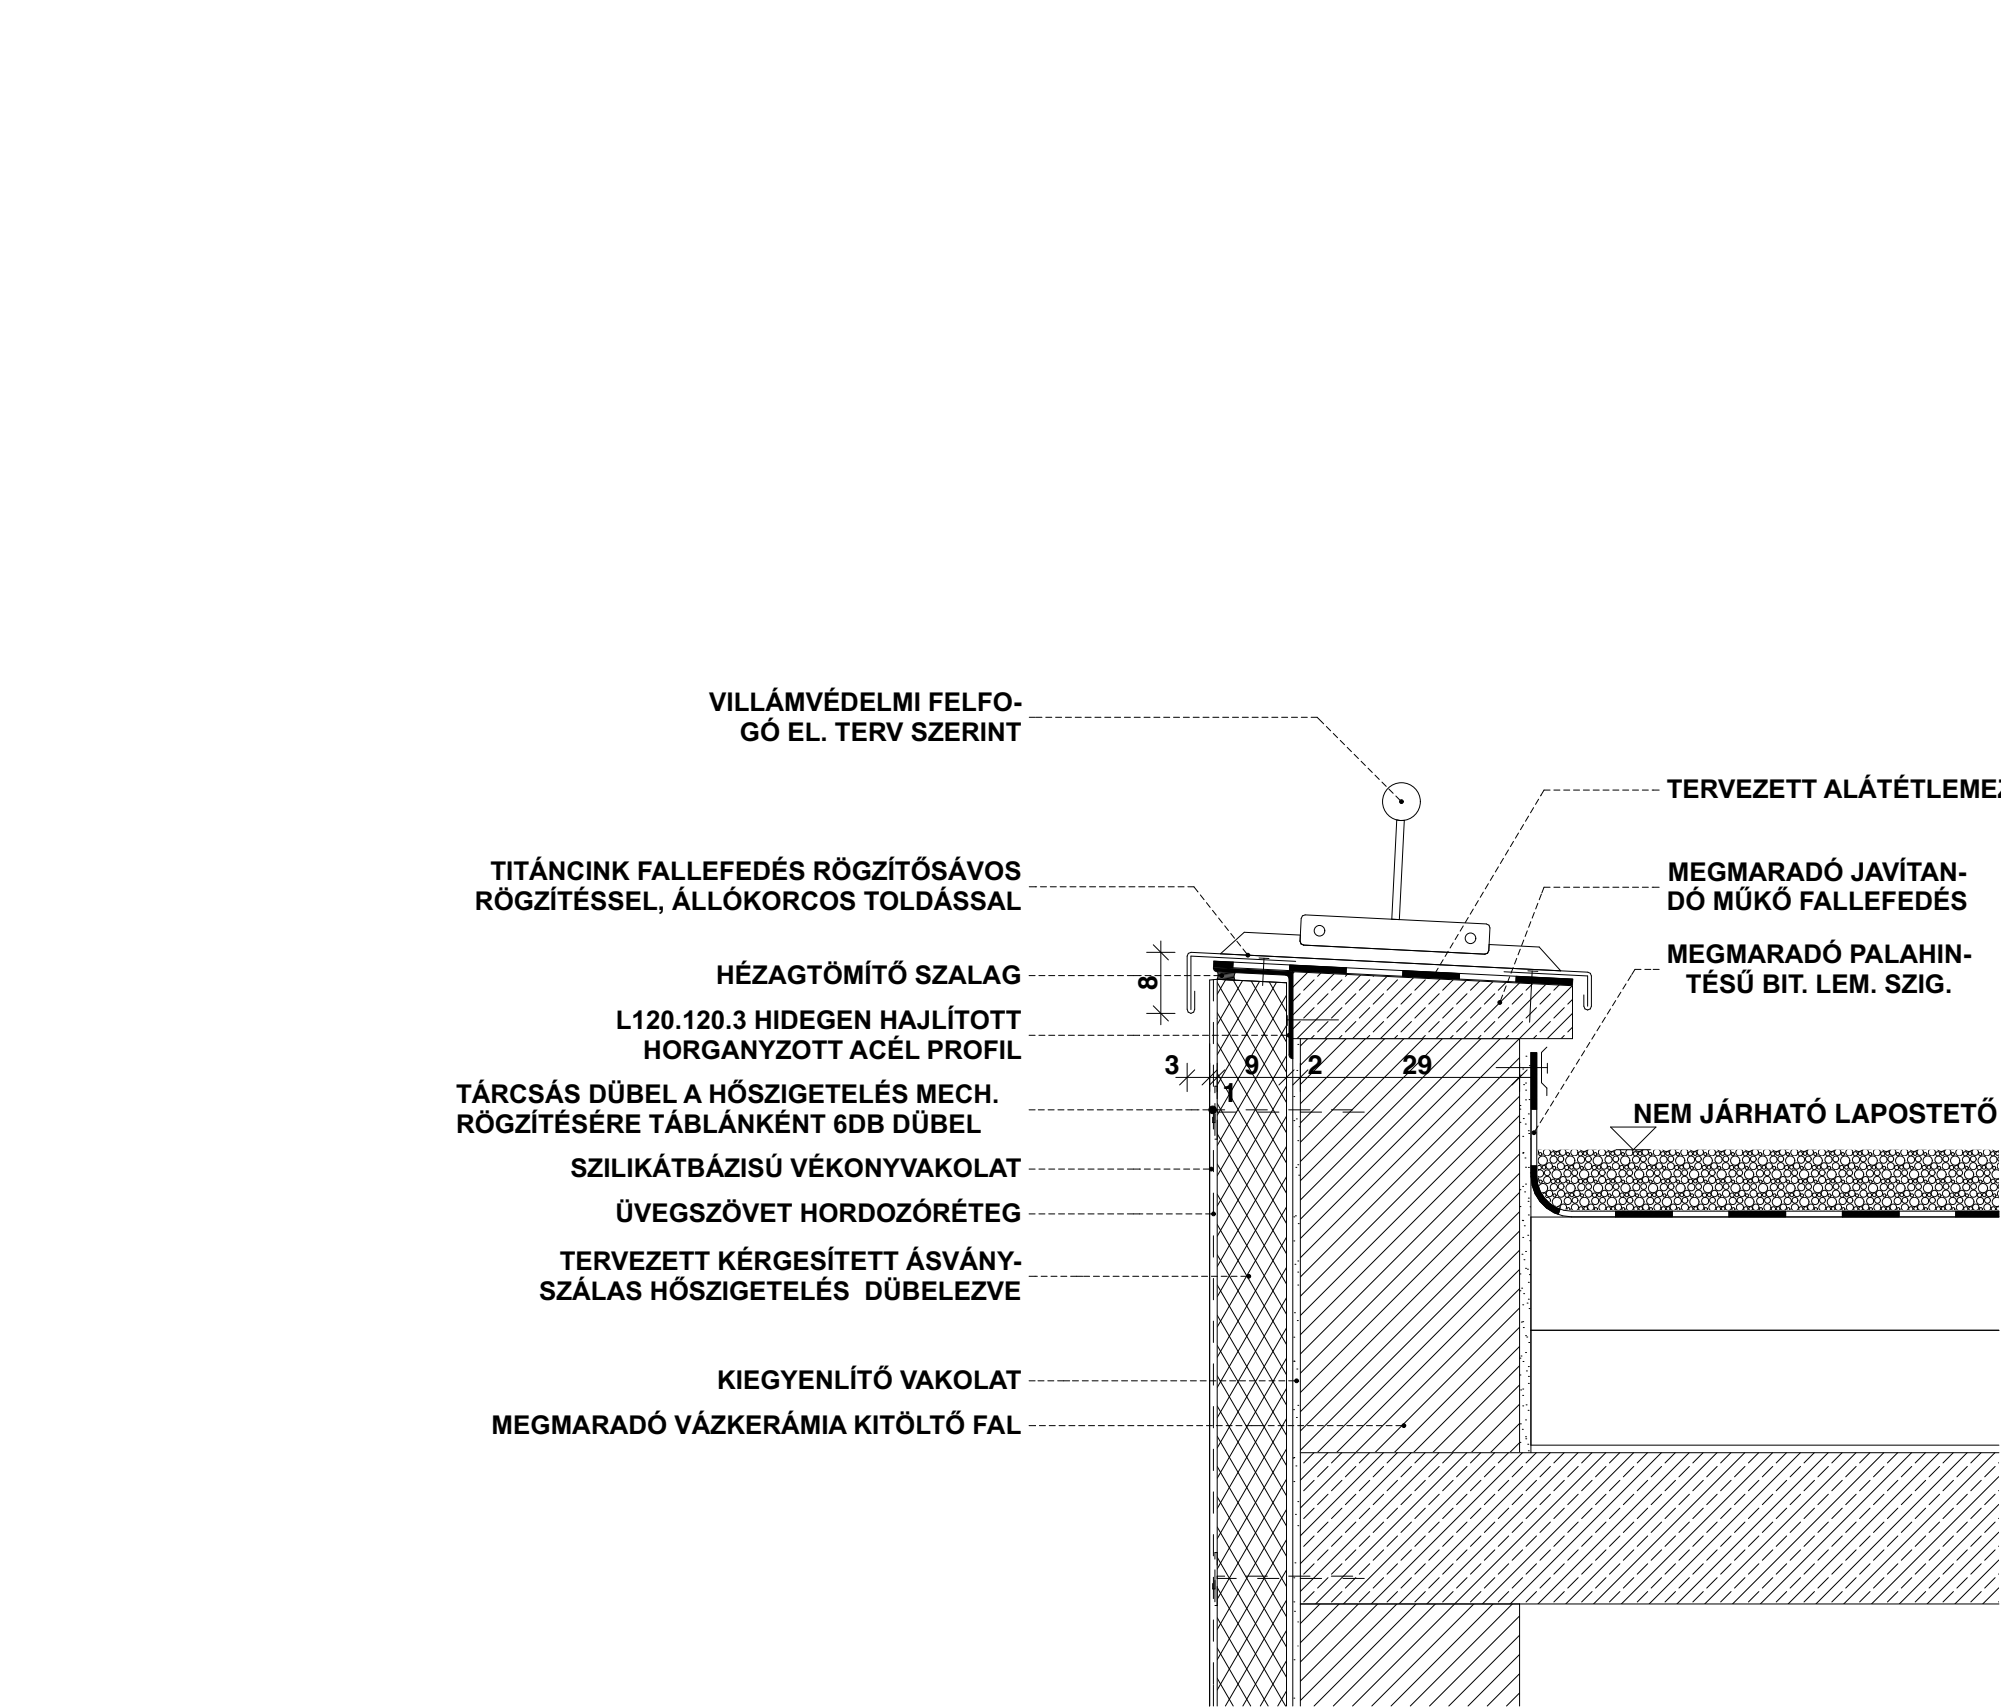 VILLÁMVÉDELMI FELFO-
GÓ EL. TERV SZERINT
TITÁNCINK FALLEFEDÉS RÖGZÍTŐSÁVOS
RÖGZÍTÉSSEL, ÁLLÓKORCOS TOLDÁSSAL
HÉZAGTÖMÍTŐ SZALAG
L120.120.3 HIDEGEN HAJLÍTOTT
HORGANYZOTT ACÉL PROFIL
TÁRCSÁS DÜBEL A HŐSZIGETELÉS MECH.
RÖGZÍTÉSÉRE TÁBLÁNKÉNT 6DB DÜBEL
SZILIKÁTBÁZISÚ VÉKONYVAKOLAT
ÜVEGSZÖVET HORDOZÓRÉTEG
TERVEZETT KÉRGESÍTETT ÁSVÁNY-
SZÁLAS HŐSZIGETELÉS DÜBELEZVE
KIEGYENLÍTŐ VAKOLAT
MEGMARADÓ VÁZKERÁMIA KITÖLTŐ FAL
8
3 9 2 29
1
TERVEZETT ALÁTÉTLEMEZ
MEGMARADÓ JAVÍTAN-
DÓ MŰKŐ FALLEFEDÉS
MEGMARADÓ PALAHIN-
TÉSŰ BIT. LEM. SZIG.
NEM JÁRHATÓ LAPOSTETŐ